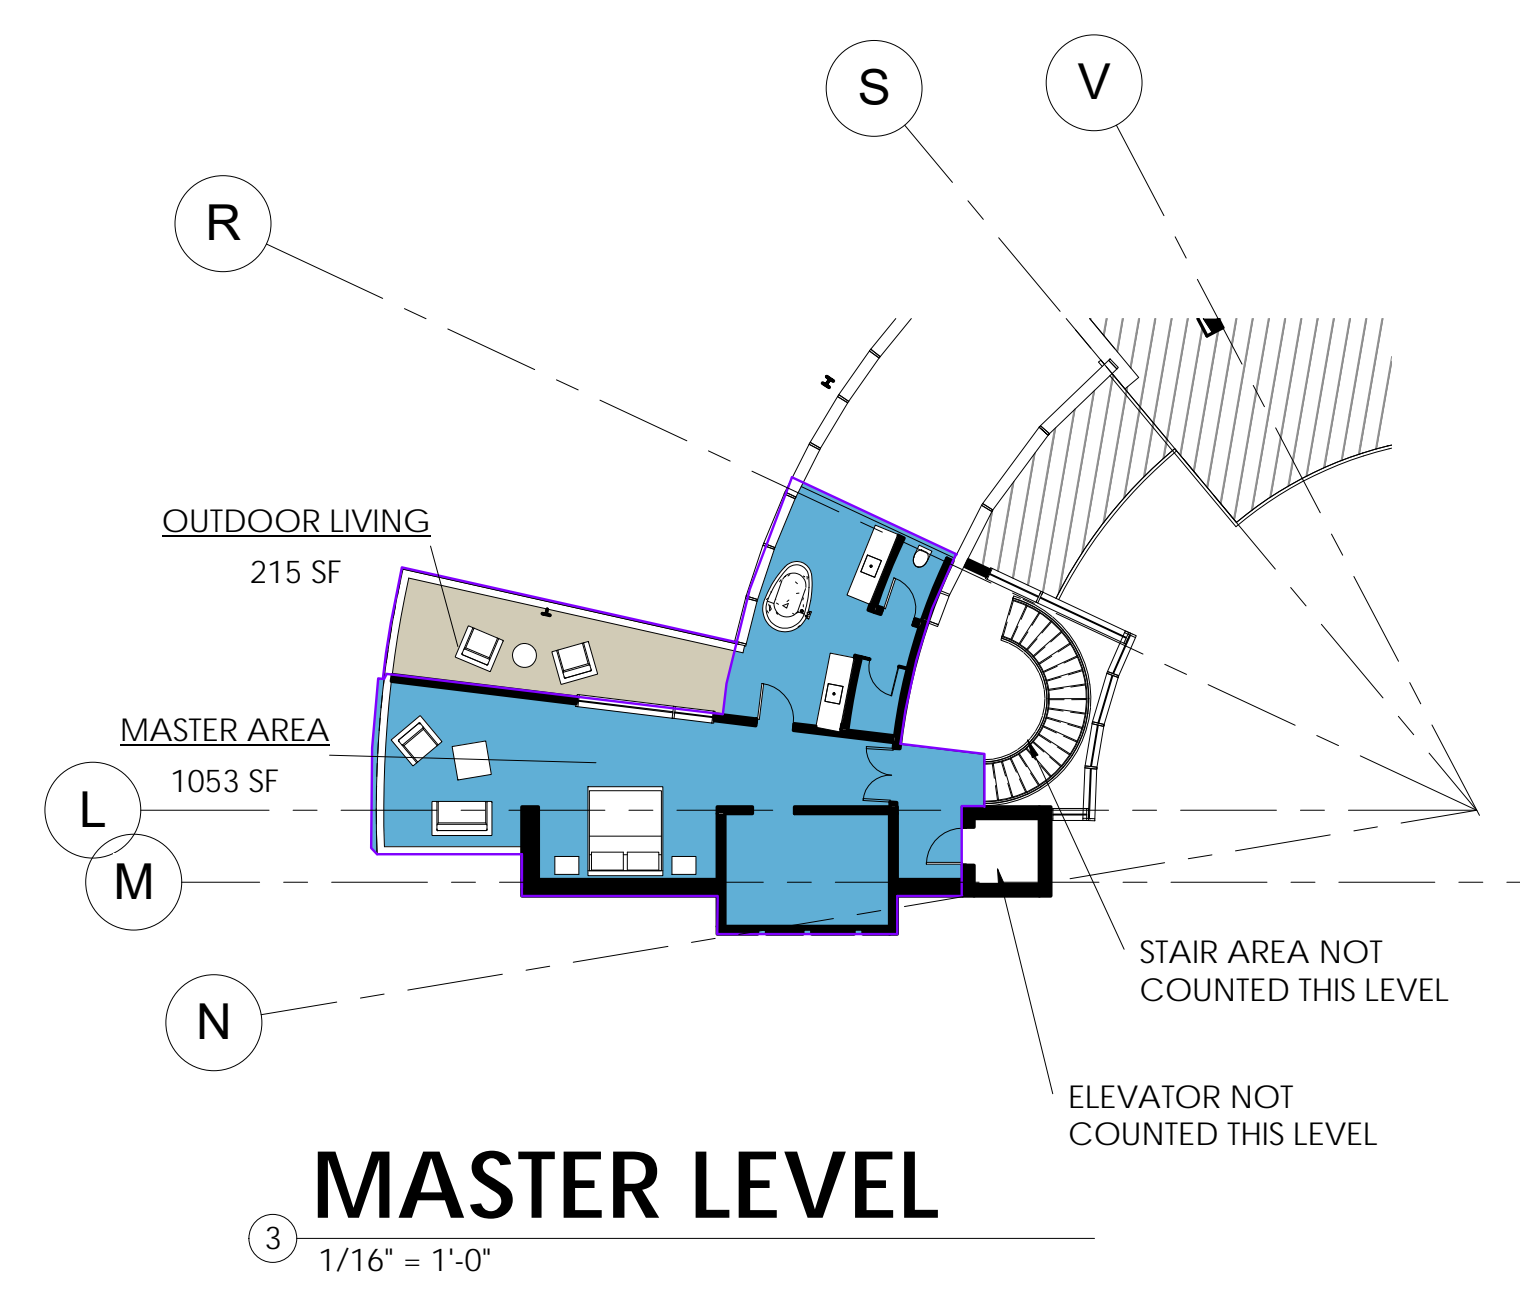 S
V
R
OUTDOOR LIVING
215 SF
MASTER AREA
1053 SF
L
M
N
STAIR AREA NOT
COUNTED THIS LEVEL
ELEVATOR NOT
COUNTED THIS LEVEL
MASTER LEVEL
3
1/16" = 1'-0"